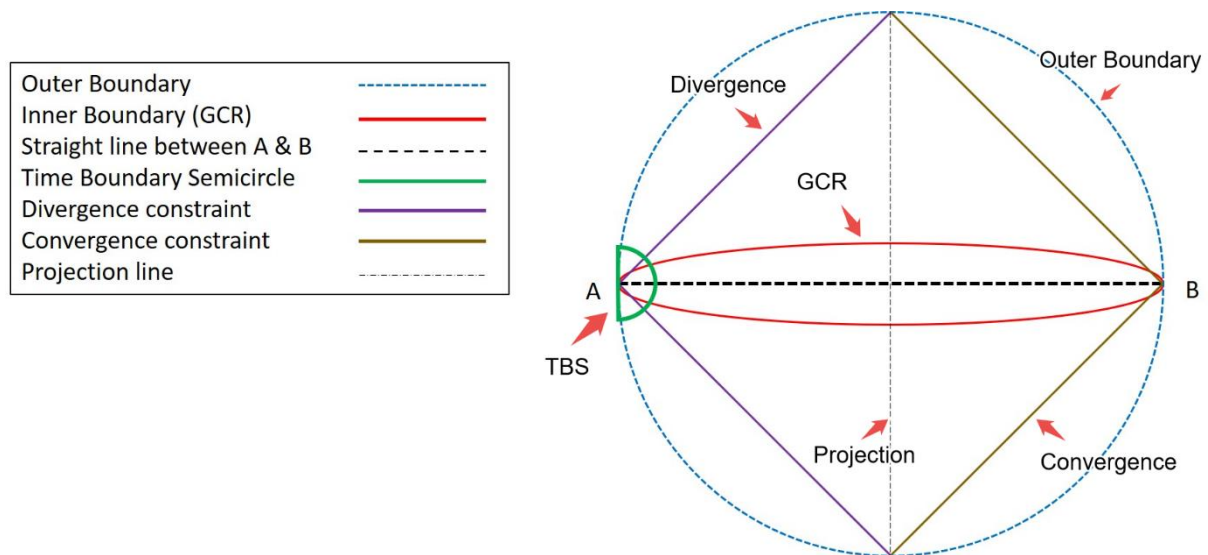 Outer Boundary
Inner Boundary (GCR)
Straight line between A & B
Time Boundary Semicircle
Divergence constraint
Convergence constraint
Projection line
Outer Boundary
Divergence
GCR
A
B
TBS
Projection
Convergence